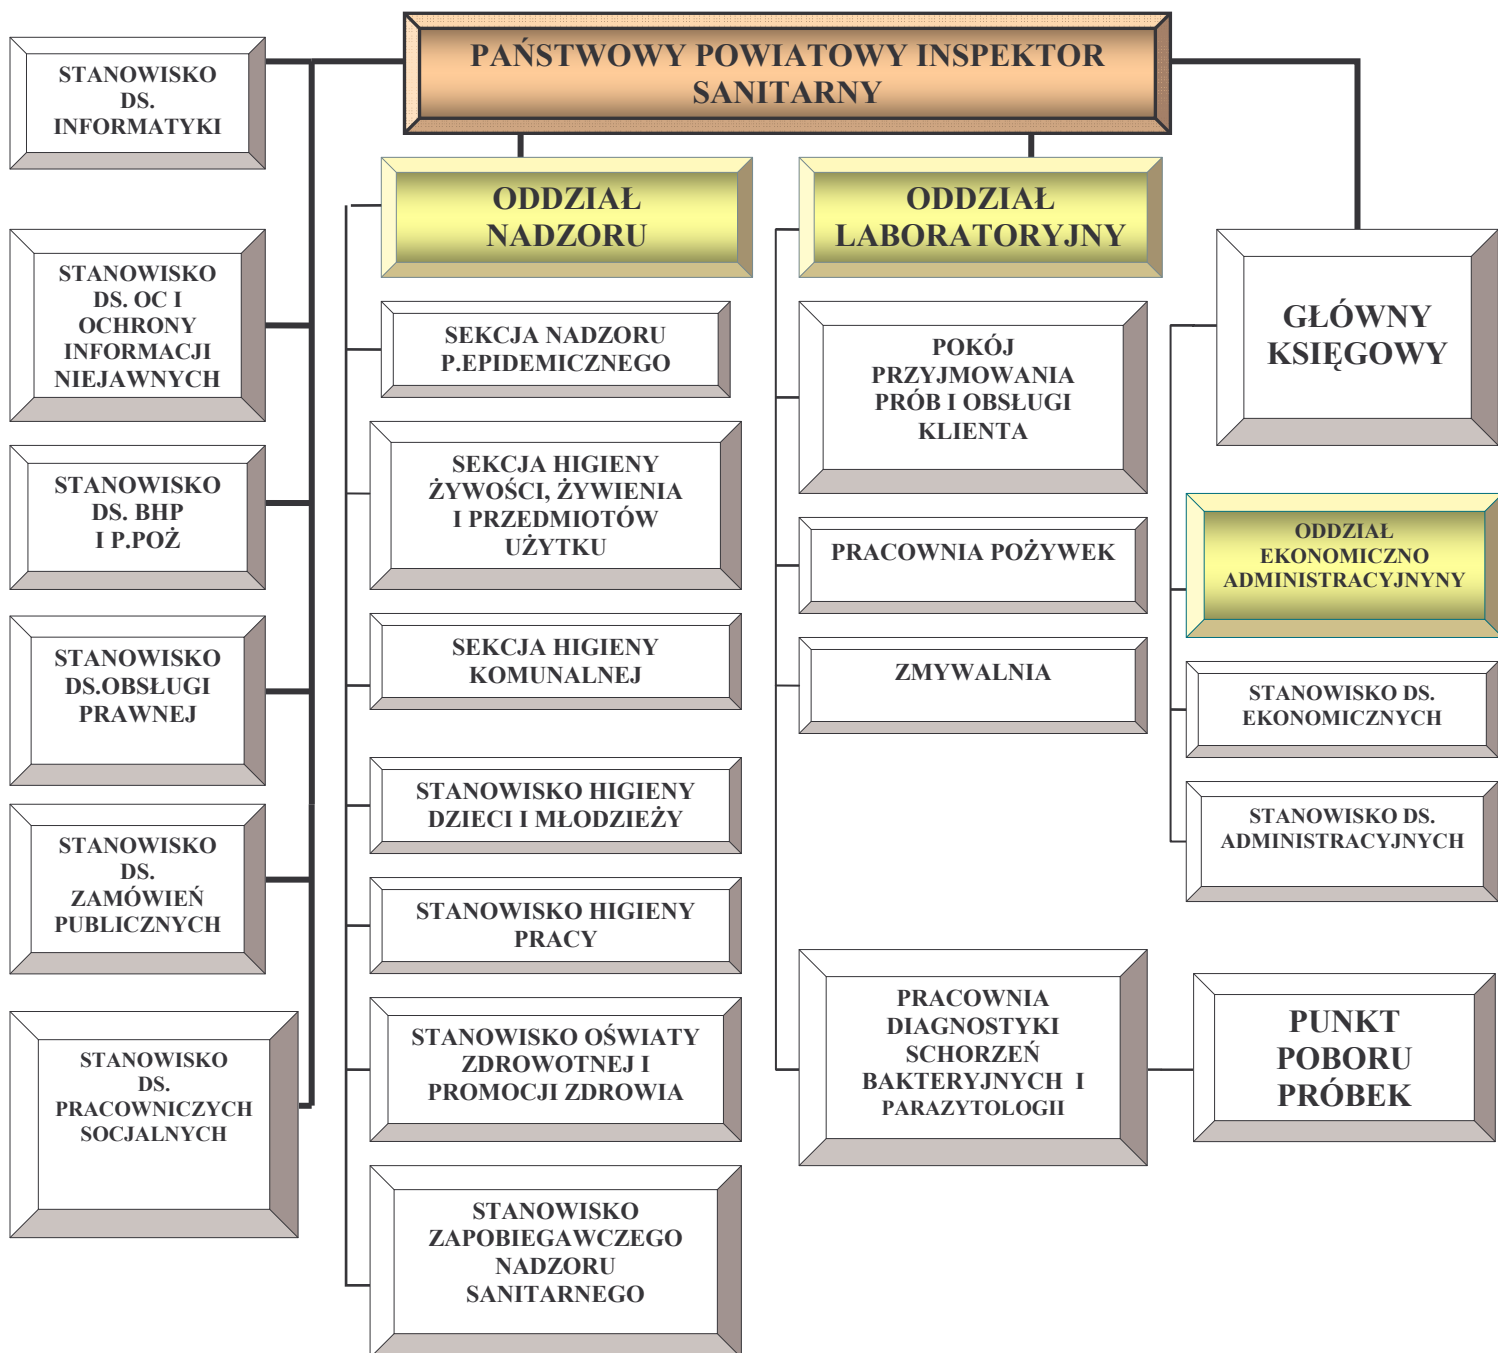 PAŃSTWOWY POWIATOWY INSPEKTOR
SANITARNY
STANOWISKO
DS.
INFORMATYKI
STANOWISKO
DS. OC I
OCHRONY
INFORMACJI
NIEJAWNYCH
STANOWISKO
DS. BHP
I P.POŻ
STANOWISKO
DS.OBSŁUGI
PRAWNEJ
STANOWISKO
DS.
ZAMÓWIEŃ
PUBLICZNYCH
STANOWISKO
DS.
PRACOWNICZYCH
SOCJALNYCH
ODDZIAŁ
NADZORU
SEKCJA NADZORU
P.EPIDEMICZNEGO
SEKCJA HIGIENY
ŻYWOŚCI, ŻYWIENIA
I PRZEDMIOTÓW
UŻYTKU
SEKCJA HIGIENY
KOMUNALNEJ
STANOWISKO HIGIENY
DZIECI I MŁODZIEŻY
STANOWISKO HIGIENY
PRACY
STANOWISKO OŚWIATY
ZDROWOTNEJ I
PROMOCJI ZDROWIA
STANOWISKO
ZAPOBIEGAWCZEGO
NADZORU
SANITARNEGO
ODDZIAŁ
LABORATORYJNY
POKÓJ
PRZYJMOWANIA
PRÓB I OBSŁUGI
KLIENTA
PRACOWNIA POŻYWEK
ZMYWALNIA
PRACOWNIA
DIAGNOSTYKI
SCHORZEŃ
BAKTERYJNYCH I
PARAZYTOLOGII
PUNKT
POBORU
PRÓBEK
GŁÓWNY
KSIĘGOWY
ODDZIAŁ
EKONOMICZNO
ADMINISTRACYJNYNY
STANOWISKO DS.
EKONOMICZNYCH
STANOWISKO DS.
ADMINISTRACYJNYCH